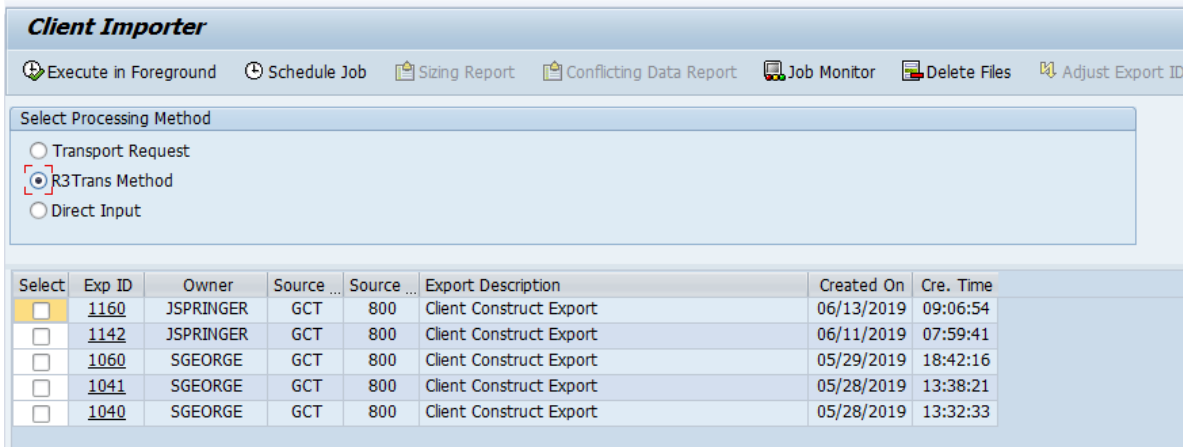 Client Importer
Execute in Foreground Schedule Job Sizing Report Conflicting Data Report Job Monitor Delete Files Adjust Export ID
Select Processing Method
Transport Request
R3Trans Method
Direct Input
Select Exp ID Owner Source ... Source ... Export Description Created On Cre. Time
1160 JSPRINGER GCT 800 Client Construct Export 06/13/2019 09:06:54
1142 JSPRINGER GCT 800 Client Construct Export 06/11/2019 07:59:41
1060 SGEORGE GCT 800 Client Construct Export 05/29/2019 18:42:16
1041 SGEORGE GCT 800 Client Construct Export 05/28/2019 13:38:21
1040 SGEORGE GCT 800 Client Construct Export 05/28/2019 13:32:33